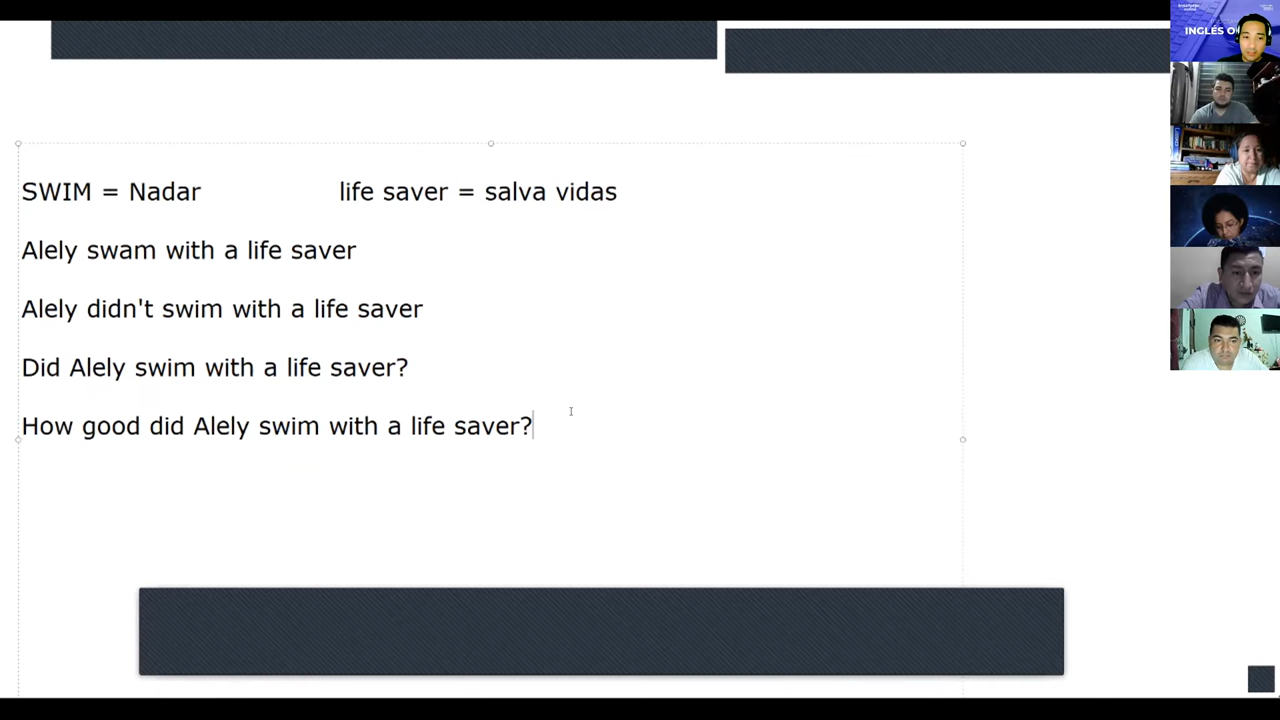 INGLÉS O
SWIM = Nadar life saver = salva vidas
Alely swam with a life saver
Alely didn't swim with a life saver
Did Alely swim with a life saver?
How good did Alely swim with a life saver?